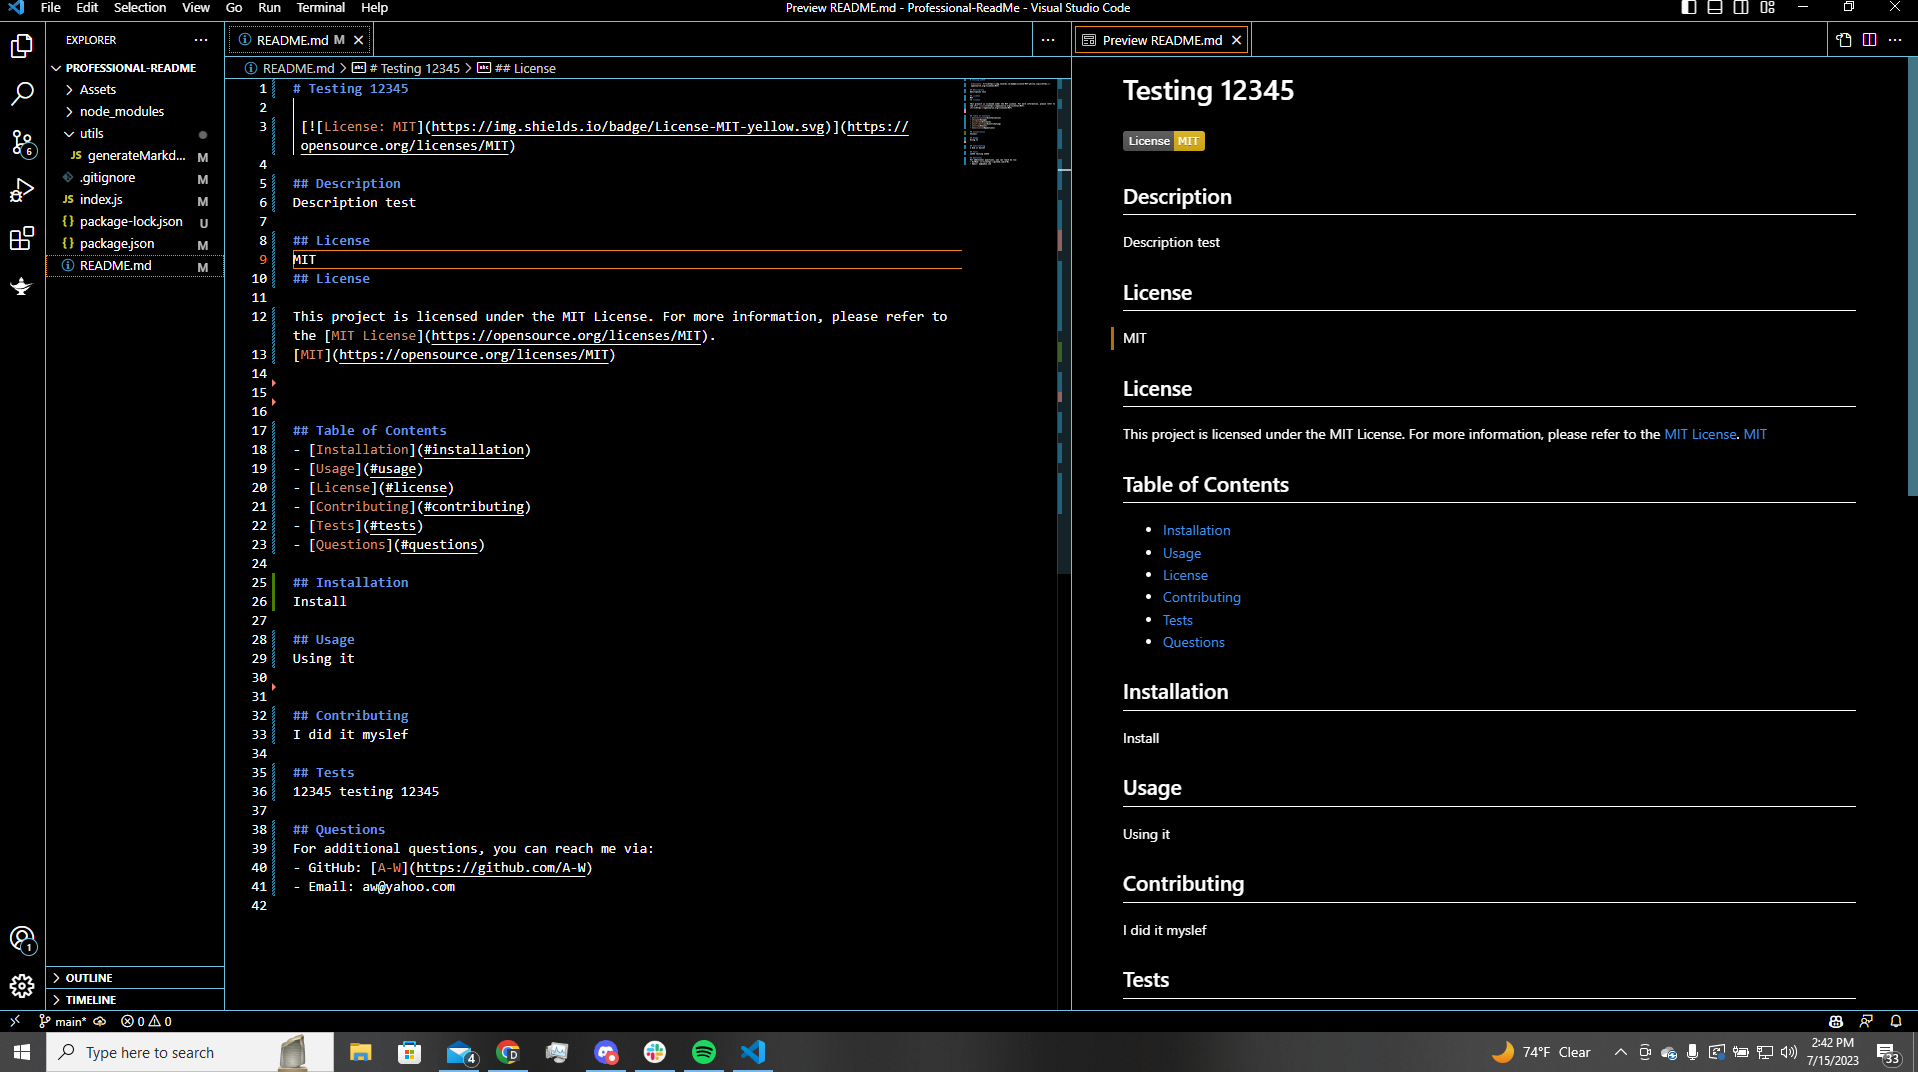 File Edit Selection View Go Run Terminal Help
Preview README.md - Professional-ReadMe - Visual Studio Code
EXPLORER
PROFESSIONAL-README
Assets
node_modules
utils
JS generateMarkd... M
.gitignore M
JS index.js M
{} package-lock.json U
{} package.json M
README.md M
OUTLINE
TIMELINE
6
1
README.md M
README.md > # Testing 12345 > ## License
1 # Testing 12345
2
3 [![License: MIT](https://img.shields.io/badge/License-MIT-yellow.svg)](https://
opensource.org/licenses/MIT)
4
5 ## Description
6 Description test
7
8 ## License
9 MIT
10 ## License
11
12 This project is licensed under the MIT License. For more information, please refer to
the [MIT License](https://opensource.org/licenses/MIT).
13 [MIT](https://opensource.org/licenses/MIT)
14
15
16
17 ## Table of Contents
18 - [Installation](#installation)
19 - [Usage](#usage)
20 - [License](#license)
21 - [Contributing](#contributing)
22 - [Tests](#tests)
23 - [Questions](#questions)
24
25 ## Installation
26 Install
27
28 ## Usage
29 Using it
30
31
32 ## Contributing
33 I did it myslef
34
35 ## Tests
36 12345 testing 12345
37
38 ## Questions
39 For additional questions, you can reach me via:
40 - GitHub: [A-W](https://github.com/A-W)
41 - Email: aw@yahoo.com
42
Preview README.md
Testing 12345
License MIT
Description
Description test
License
MIT
License
This project is licensed under the MIT License. For more information, please refer to the MIT License. MIT
Table of Contents
Installation
Usage
License
Contributing
Tests
Questions
Installation
Install
Usage
Using it
Contributing
I did it myslef
Tests
main* 0 0
Type here to search
4
D
74°F Clear
2:42 PM
7/15/2023
33